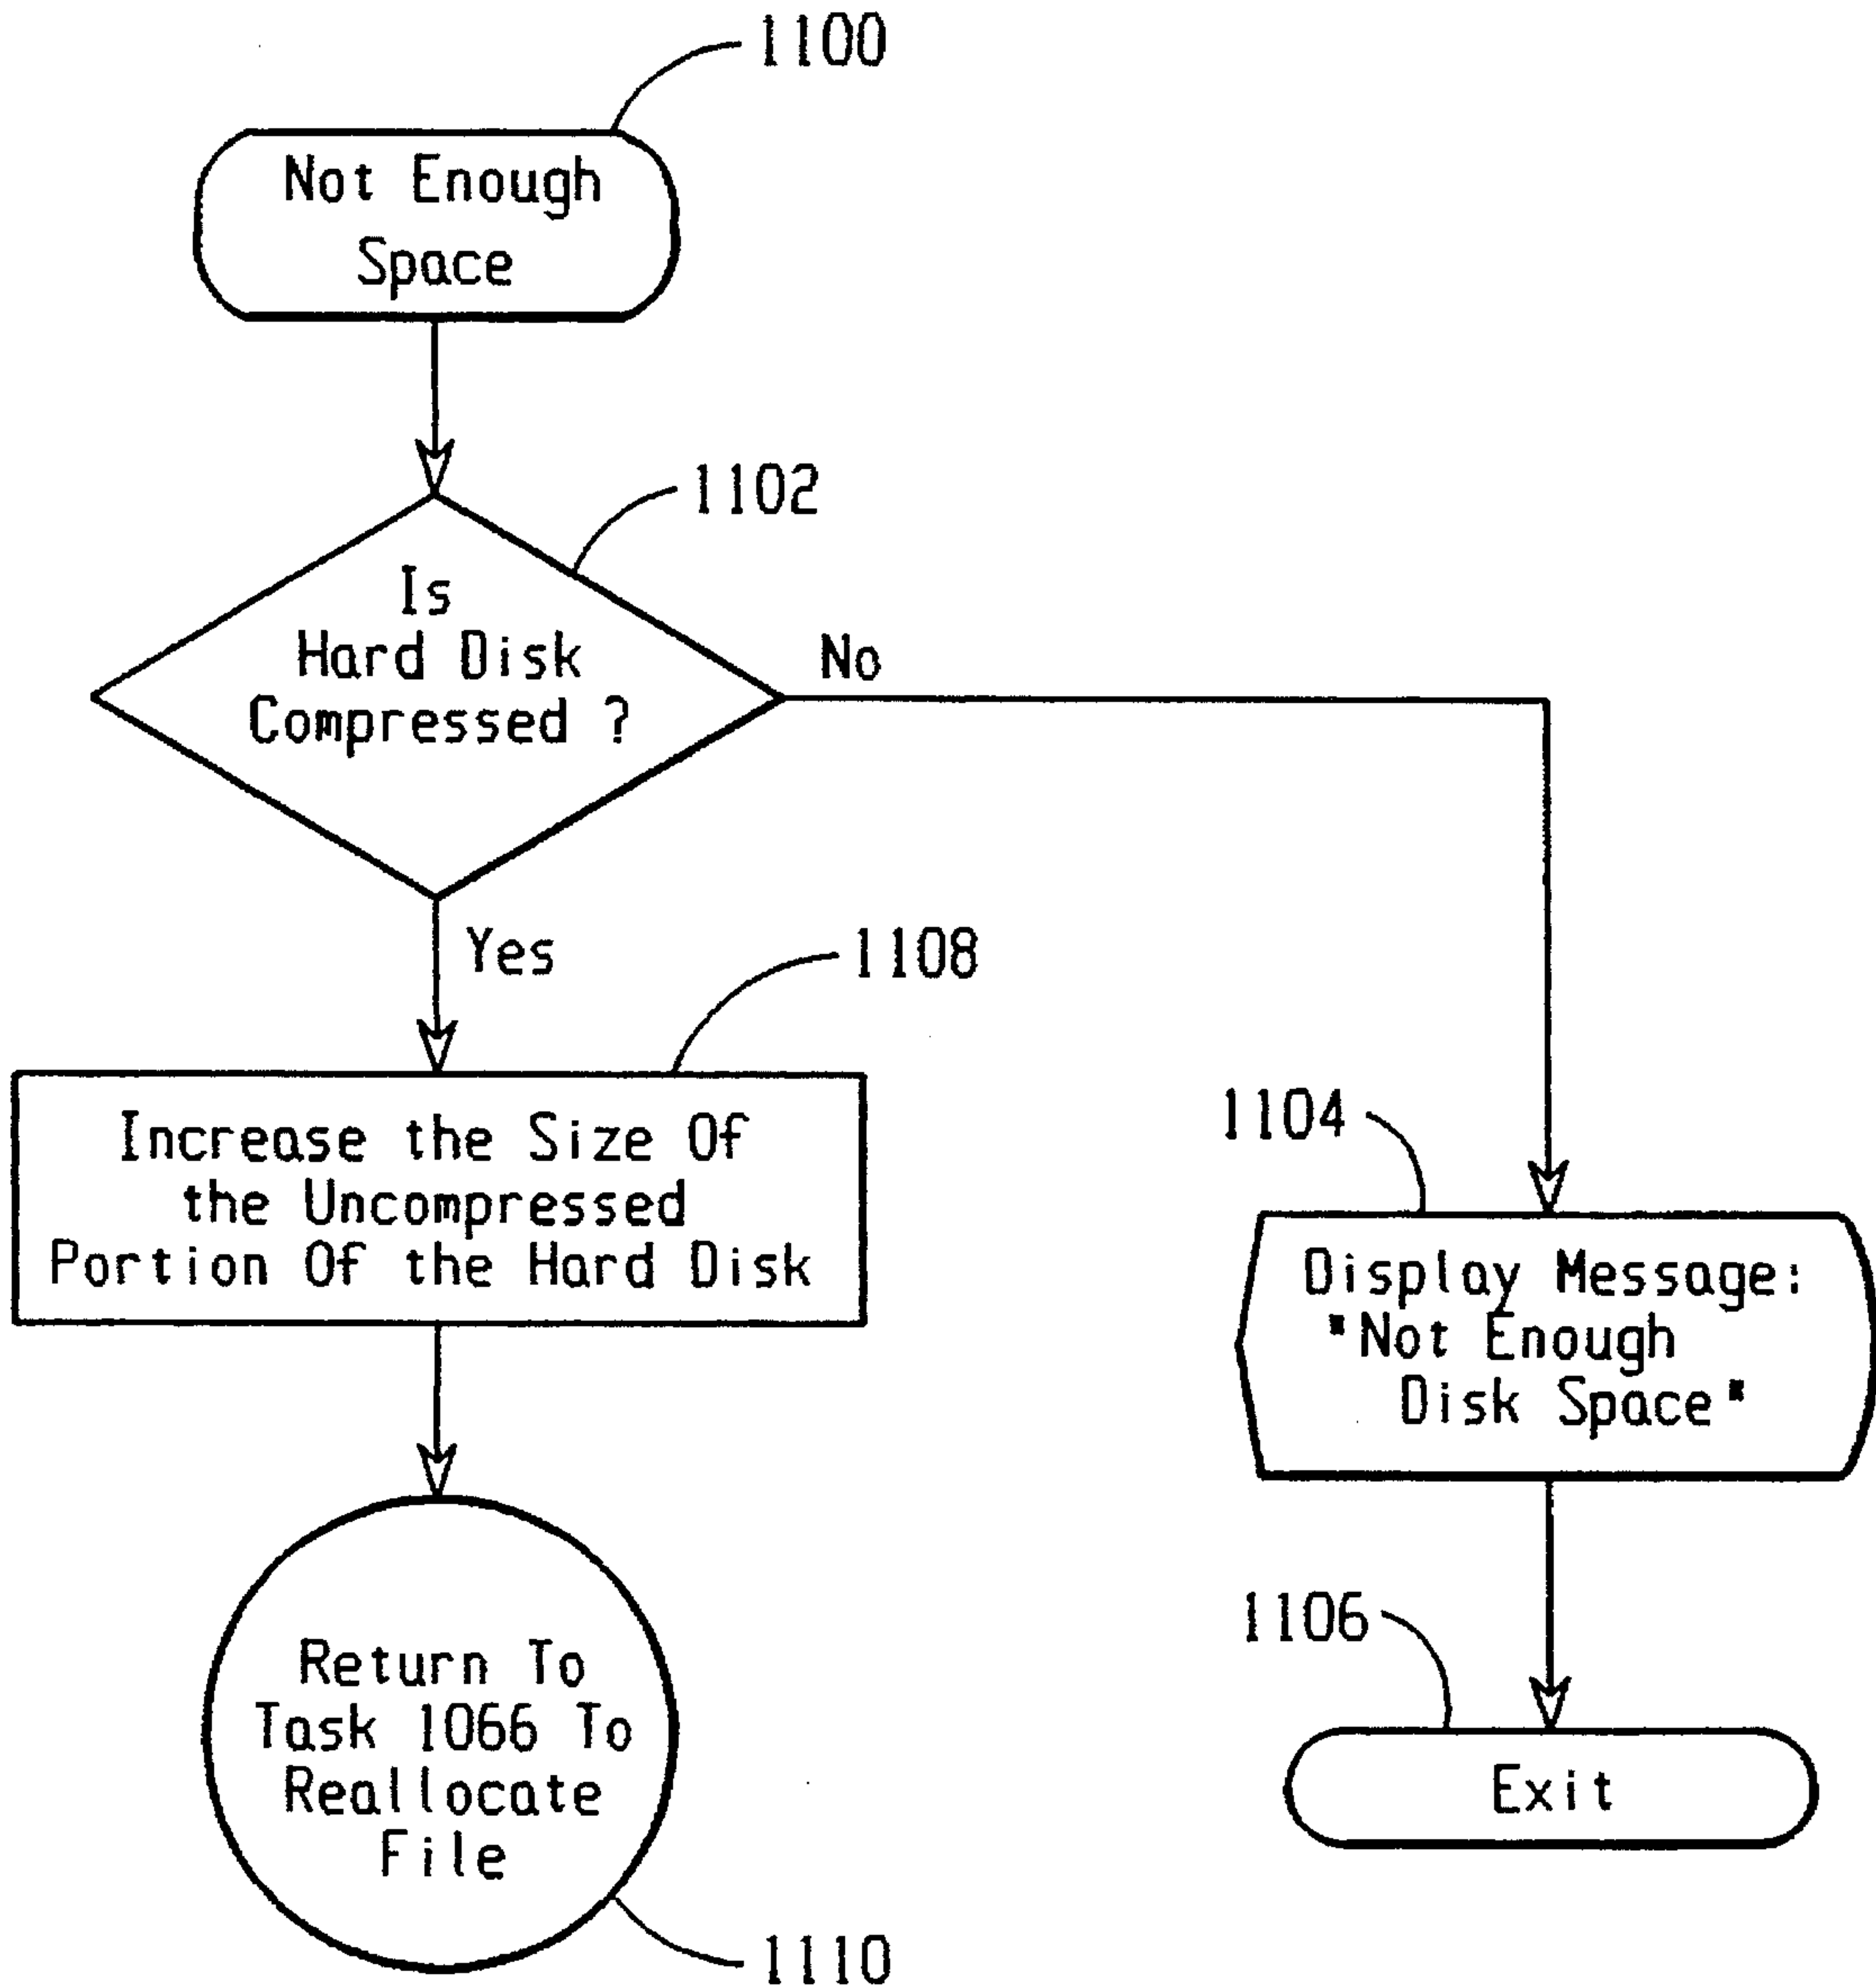 1100
Not Enough
Space
1102
Is
Hard Disk
Compressed ?
No
Yes
1108
Increase the Size Of
the Uncompressed
Portion Of the Hard Disk
1104
Display Message:
"Not Enough
Disk Space"
1106
Exit
Return To
Task 1066 To
Reallocate
File
1110